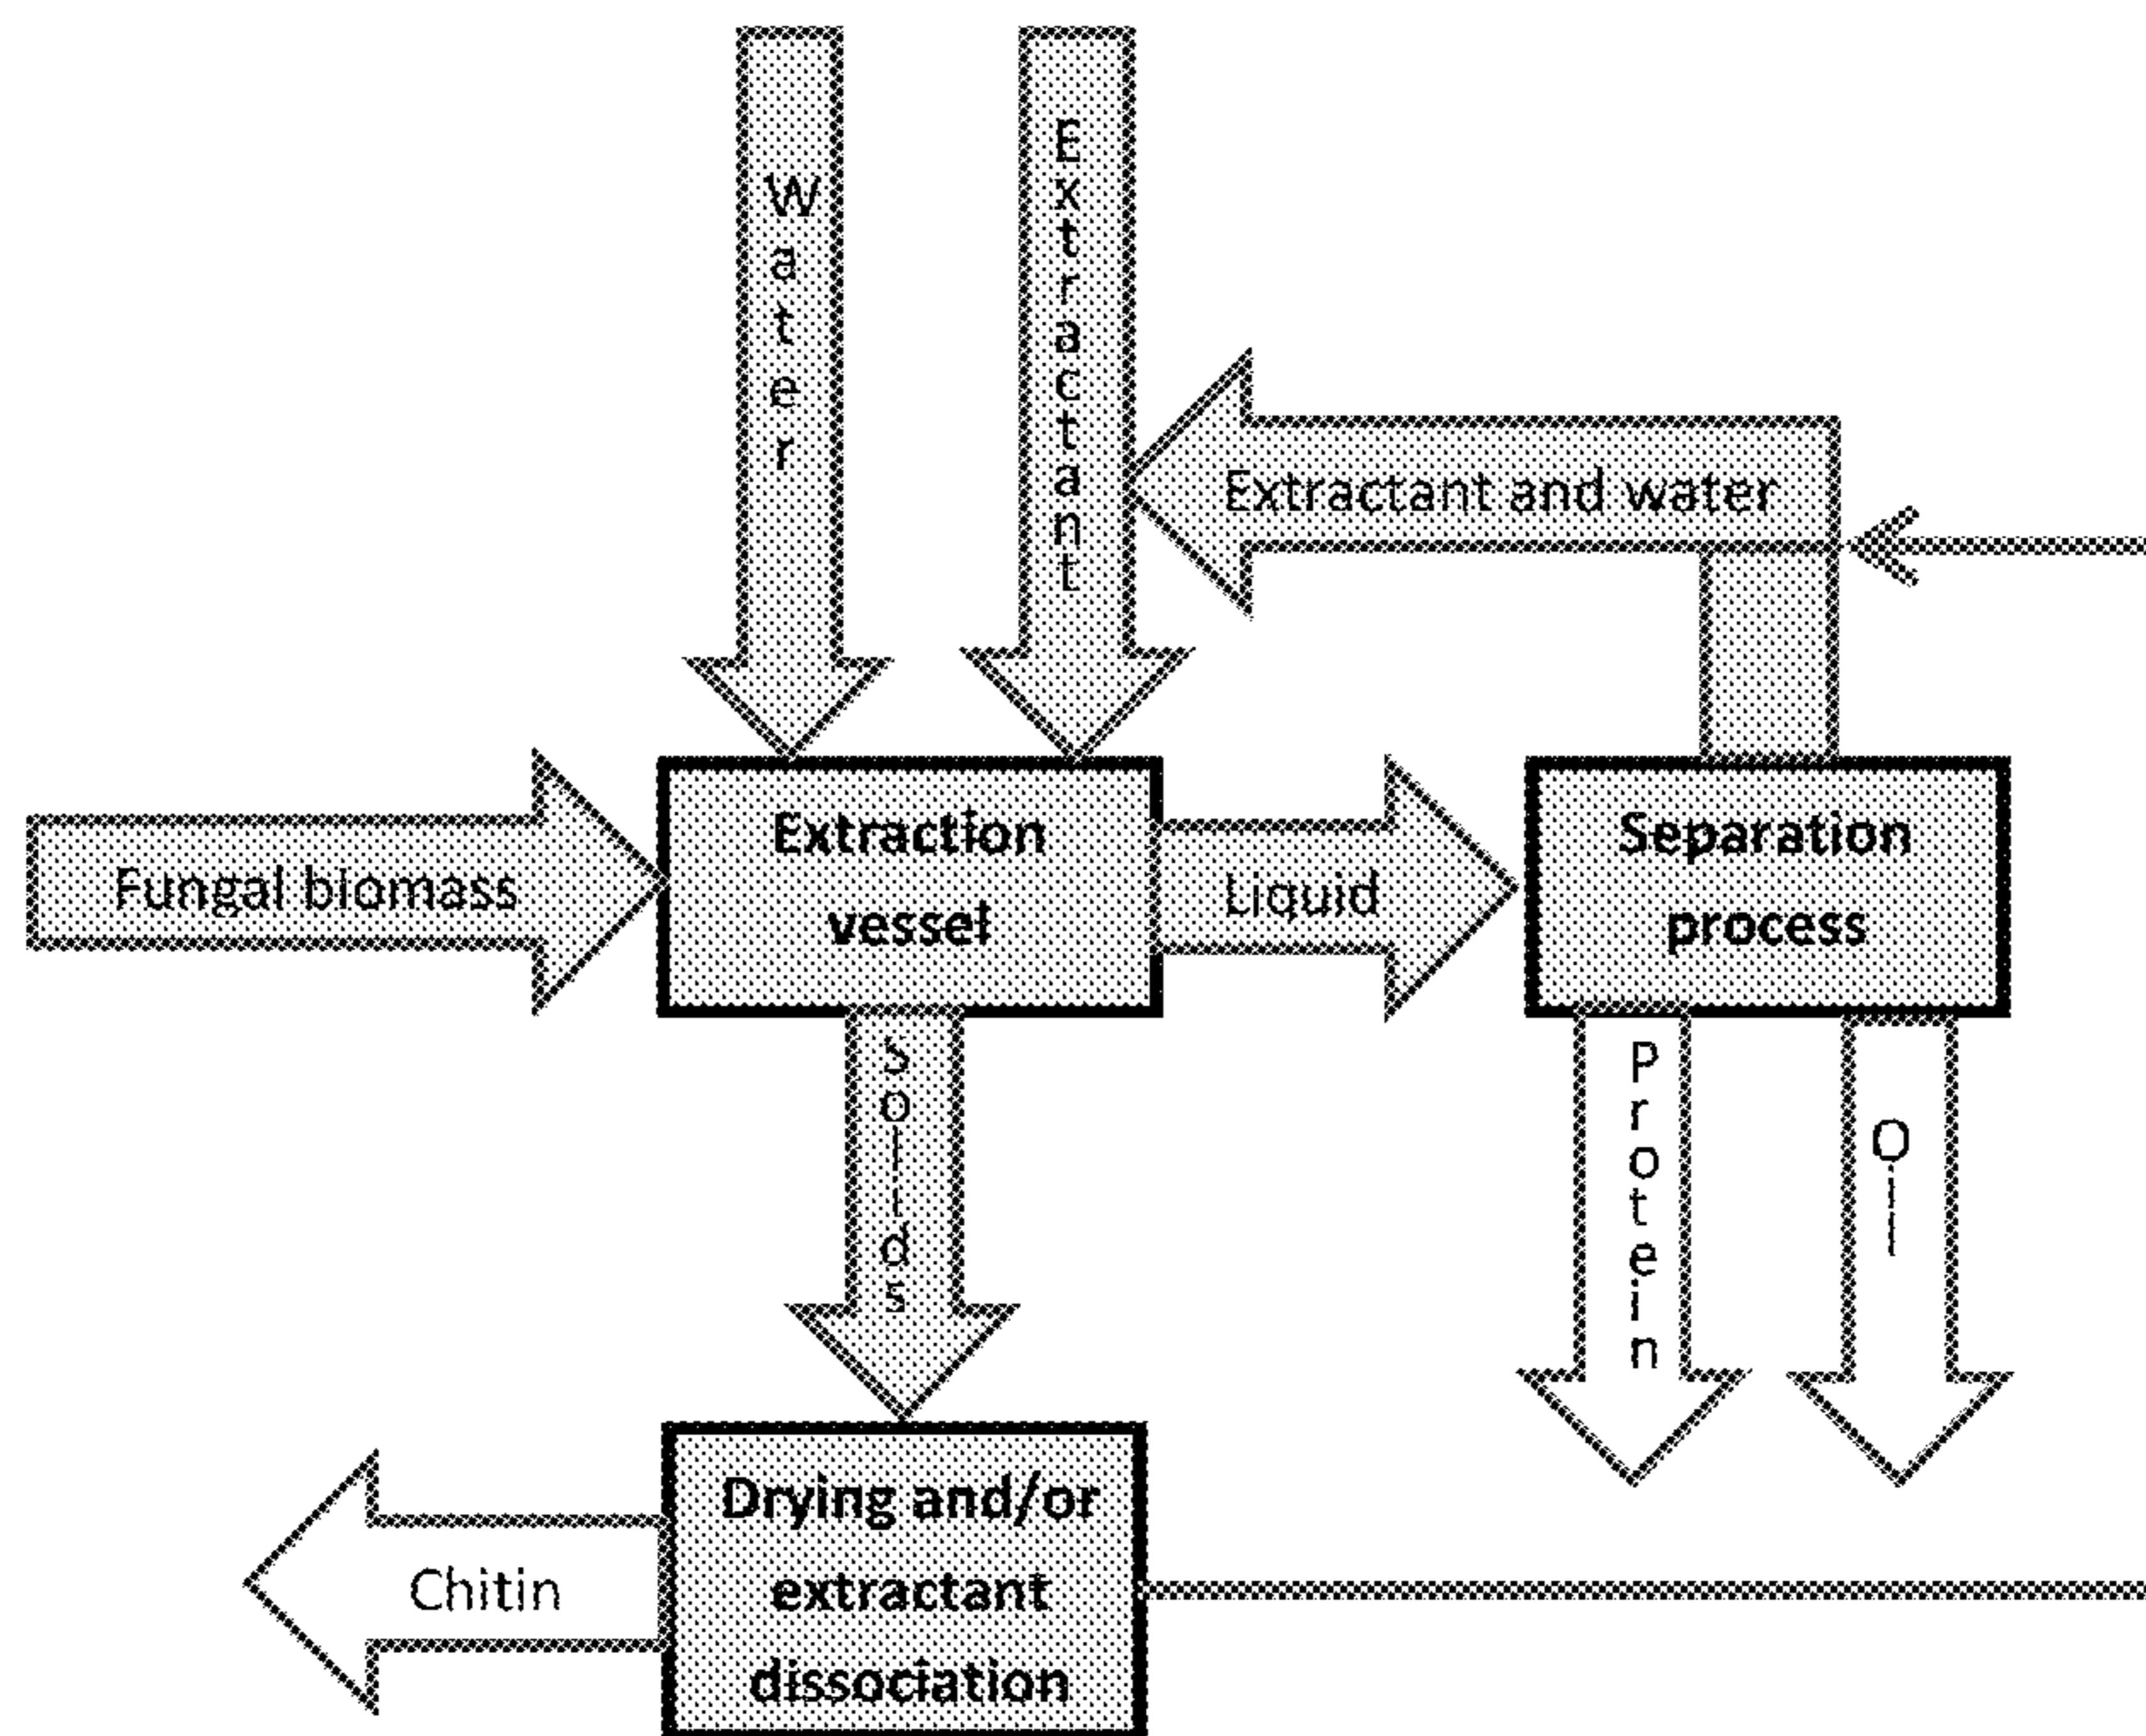 Water
Extractant
Extractant and water
Fungal biomass
Extraction
vessel
Liquid
Separation
process
Solids
Protein
Oil
Drying and/or
extractant
dissociation
Chitin